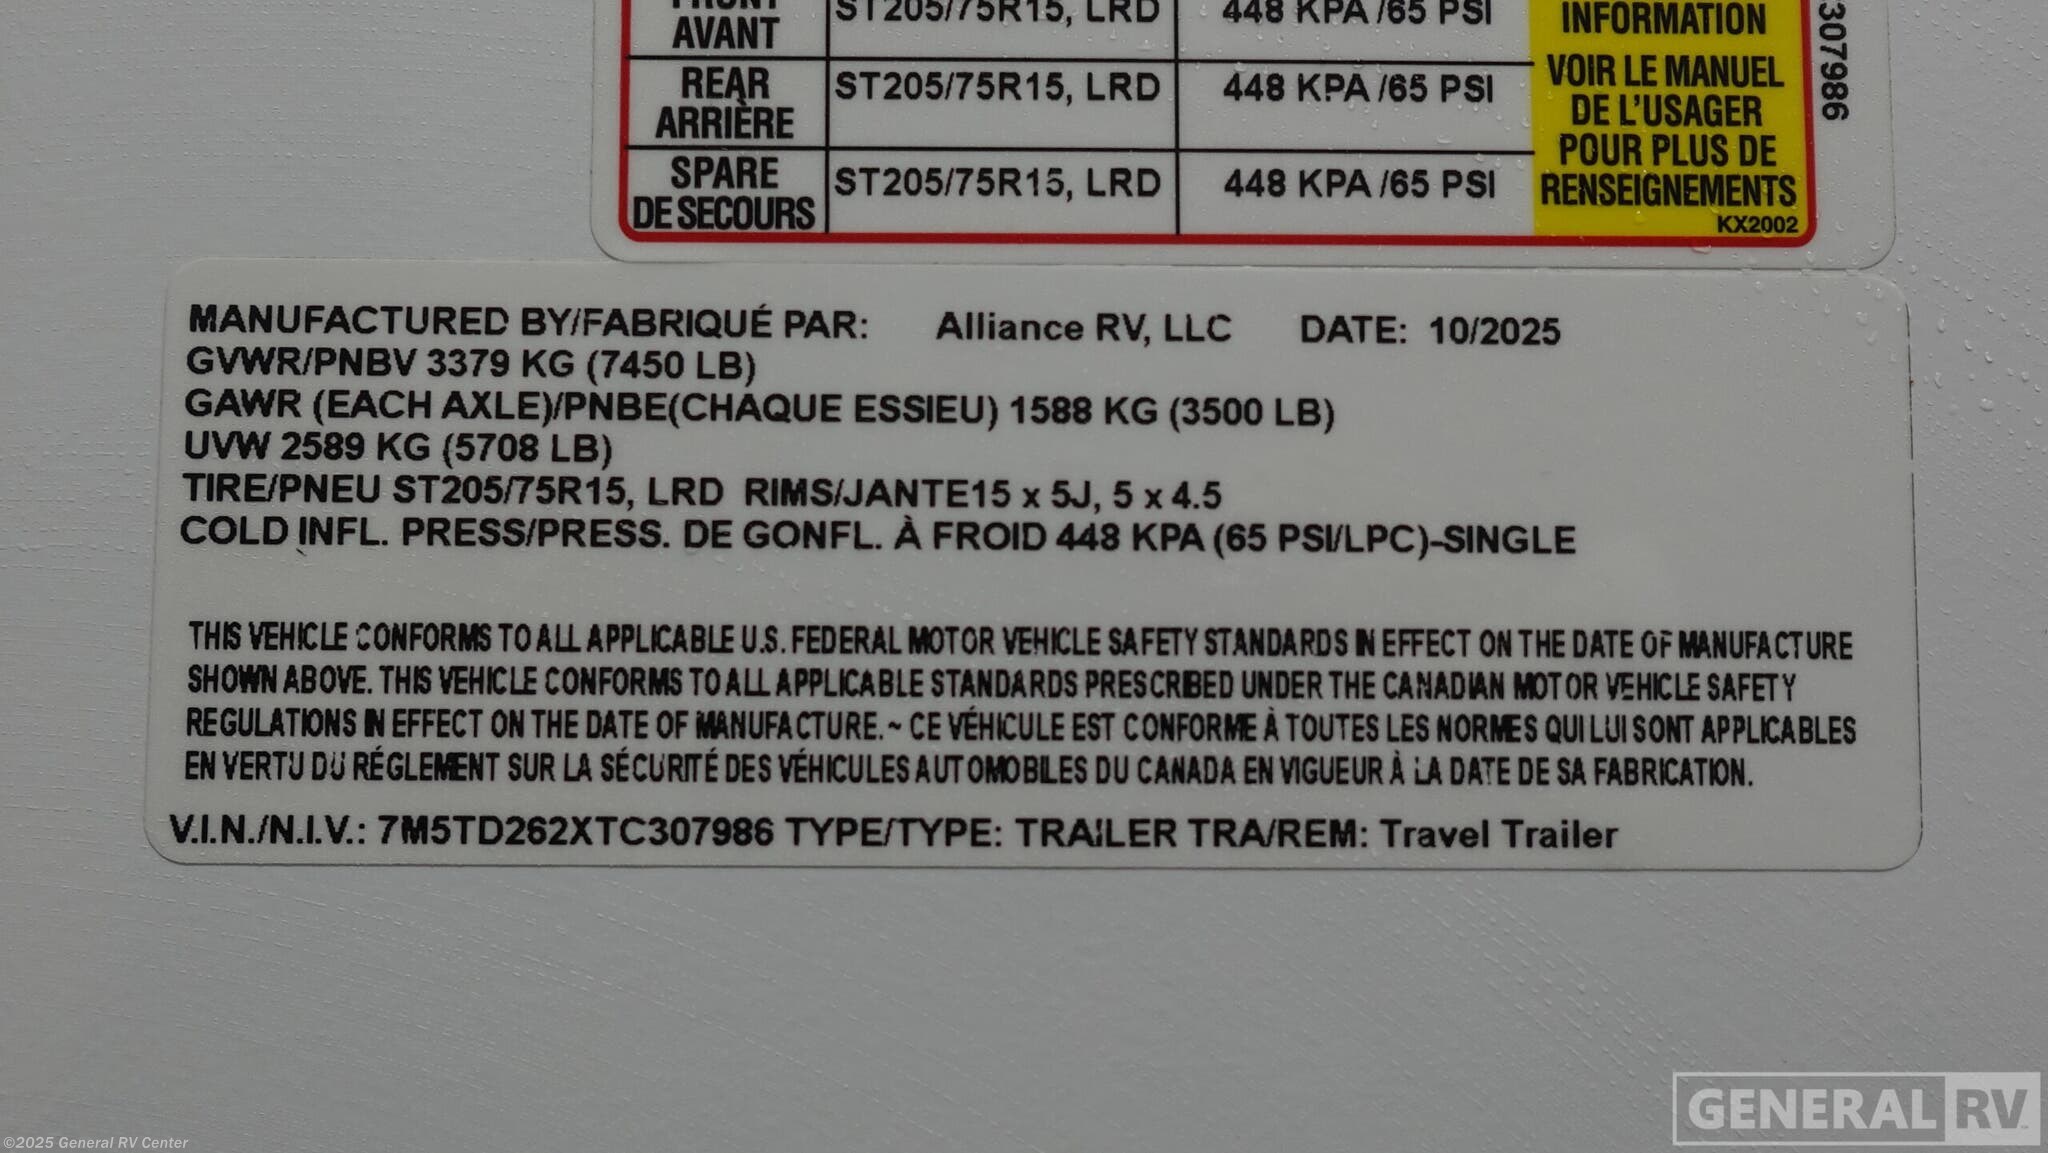 FRONT ST205/75R15, LRD 448 KPA /65 PSI INFORMATION
AVANT
REAR ST205/75R15, LRD 448 KPA /65 PSI VOIR LE MANUEL
ARRIÈRE DE L'USAGER
POUR PLUS DE
SPARE ST205/75R15, LRD 448 KPA /65 PSI RENSEIGNEMENTS
DE SECOURS KX2002
307986
MANUFACTURED BY/FABRIQUÉ PAR: Alliance RV, LLC DATE: 10/2025
GVWR/PNBV 3379 KG (7450 LB)
GAWR (EACH AXLE)/PNBE(CHAQUE ESSIEU) 1588 KG (3500 LB)
UVW 2589 KG (5708 LB)
TIRE/PNEU ST205/75R15, LRD RIMS/JANTE15 x 5J, 5 x 4.5
COLD INFL. PRESS/PRESS. DE GONFL. À FROID 448 KPA (65 PSI/LPC)-SINGLE
THIS VEHICLE CONFORMS TO ALL APPLICABLE U.S. FEDERAL MOTOR VEHICLE SAFETY STANDARDS IN EFFECT ON THE DATE OF MANUFACTURE
SHOWN ABOVE. THIS VEHICLE CONFORMS TO ALL APPLICABLE STANDARDS PRESCRIBED UNDER THE CANADIAN MOTOR VEHICLE SAFETY
REGULATIONS IN EFFECT ON THE DATE OF MANUFACTURE. ~ CE VÉHICULE EST CONFORME À TOUTES LES NORMES QUI LUI SONT APPLICABLES
EN VERTU DU RÉGLEMENT SUR LA SÉCURITÉ DES VÉHICULES AUTOMOBILES DU CANADA EN VIGUEUR À LA DATE DE SA FABRICATION.
V.I.N./N.I.V.: 7M5TD262XTC307986 TYPE/TYPE: TRAILER TRA/REM: Travel Trailer
GENERAL RV
©2025 General RV Center